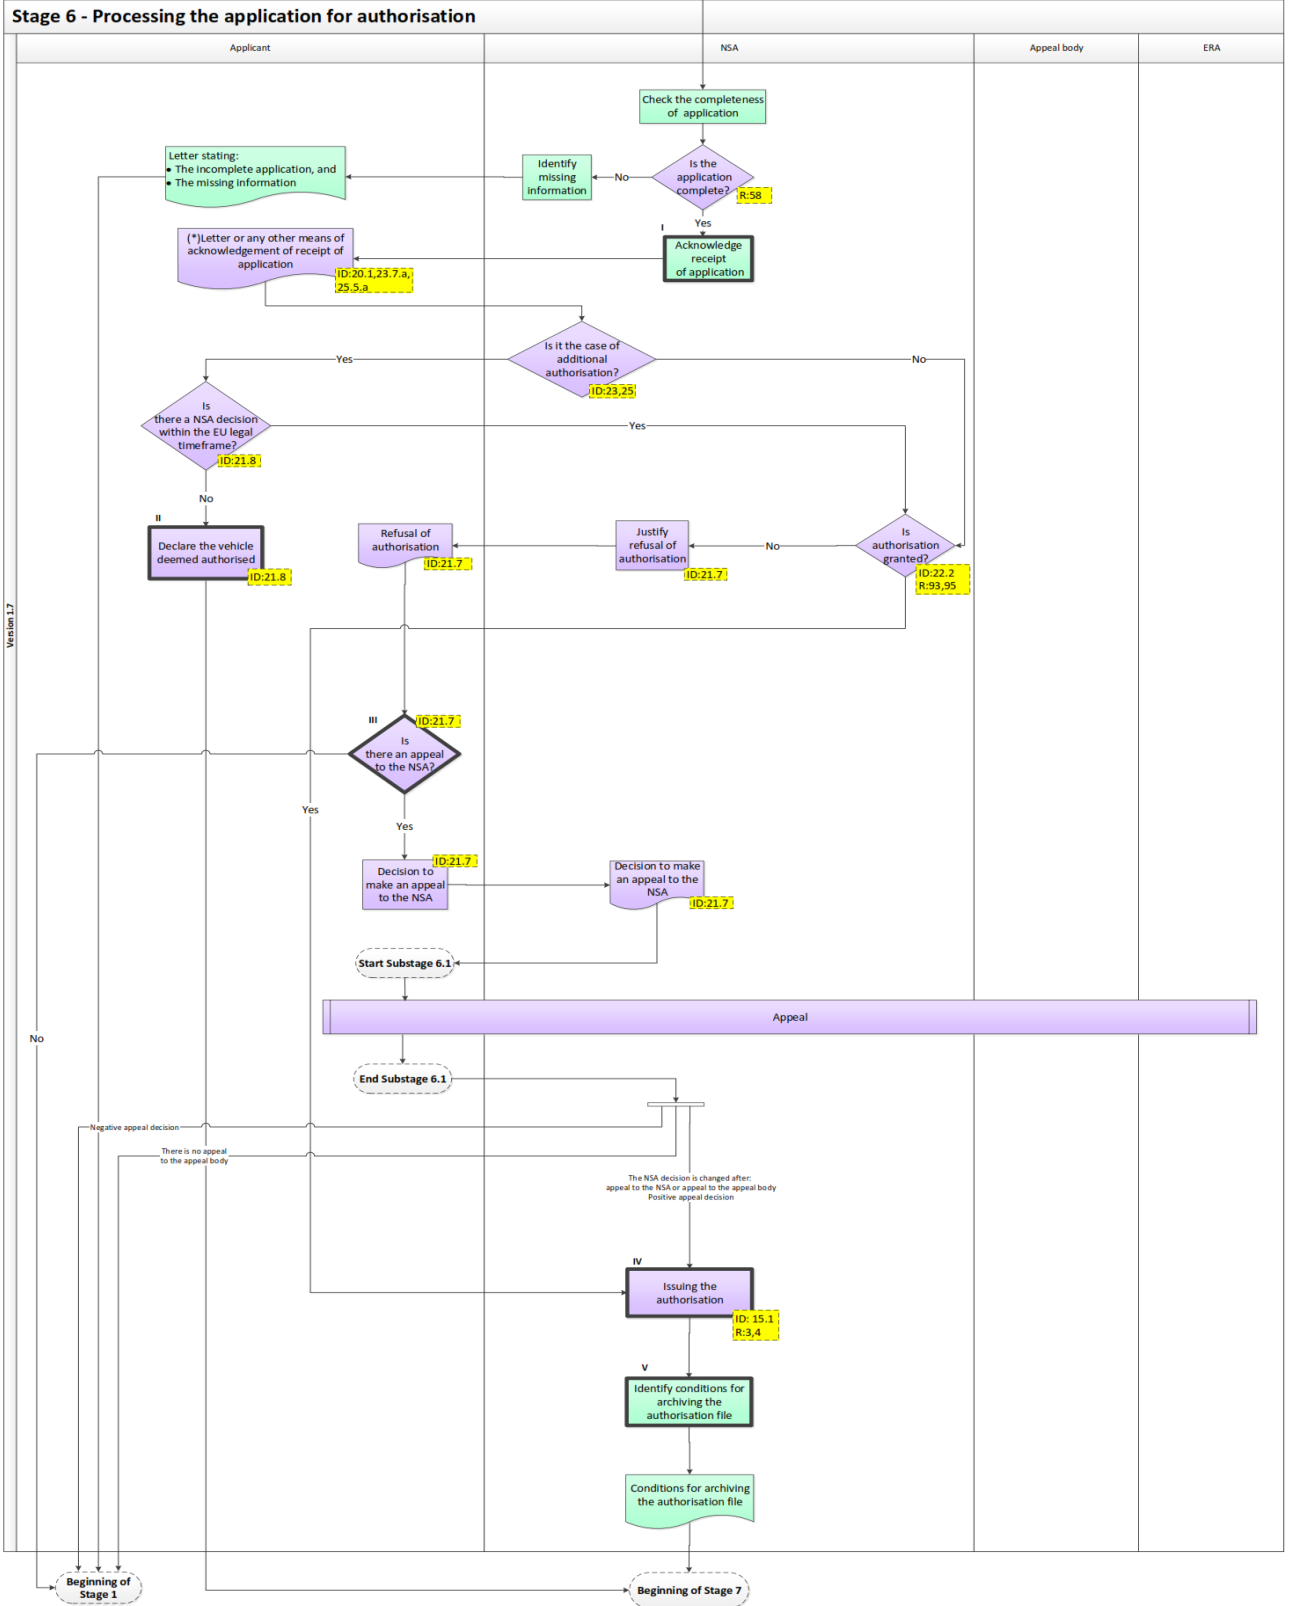 Stage 6 - Processing the application for authorisation
Applicant
NSA
Appeal body
ERA
Version 1.7
Check the completeness
of application
Is the
application
complete?
R:58
No
Identify
missing
information
Letter stating:
• The incomplete application, and
• The missing information
Yes
I
Acknowledge
receipt
of application
(*)Letter or any other means of
acknowledgement of receipt of
application
ID:20.1,23.7.a,
25.5.a
Is it the case of
additional
authorisation?
ID:23,25
Yes
No
Is
there a NSA decision
within the EU legal
timeframe?
ID:21.8
Yes
No
II
Declare the vehicle
deemed authorised
ID:21.8
Is
authorisation
granted?
ID:22.2
R:93,95
No
Justify
refusal of
authorisation
ID:21.7
Refusal of
authorisation
ID:21.7
III
ID:21.7
Is
there an appeal
to the NSA?
Yes
Yes
ID:21.7
Decision to
make an appeal
to the NSA
Decision to make
an appeal to the
NSA
ID:21.7
Start Substage 6.1
Appeal
No
End Substage 6.1
Negative appeal decision
There is no appeal
to the appeal body
The NSA decision is changed after:
appeal to the NSA or appeal to the appeal body
Positive appeal decision
IV
Issuing the
authorisation
ID: 15.1
R:3,4
V
Identify conditions for
archiving the
authorisation file
Conditions for archiving
the authorisation file
Beginning of
Stage 1
Beginning of Stage 7